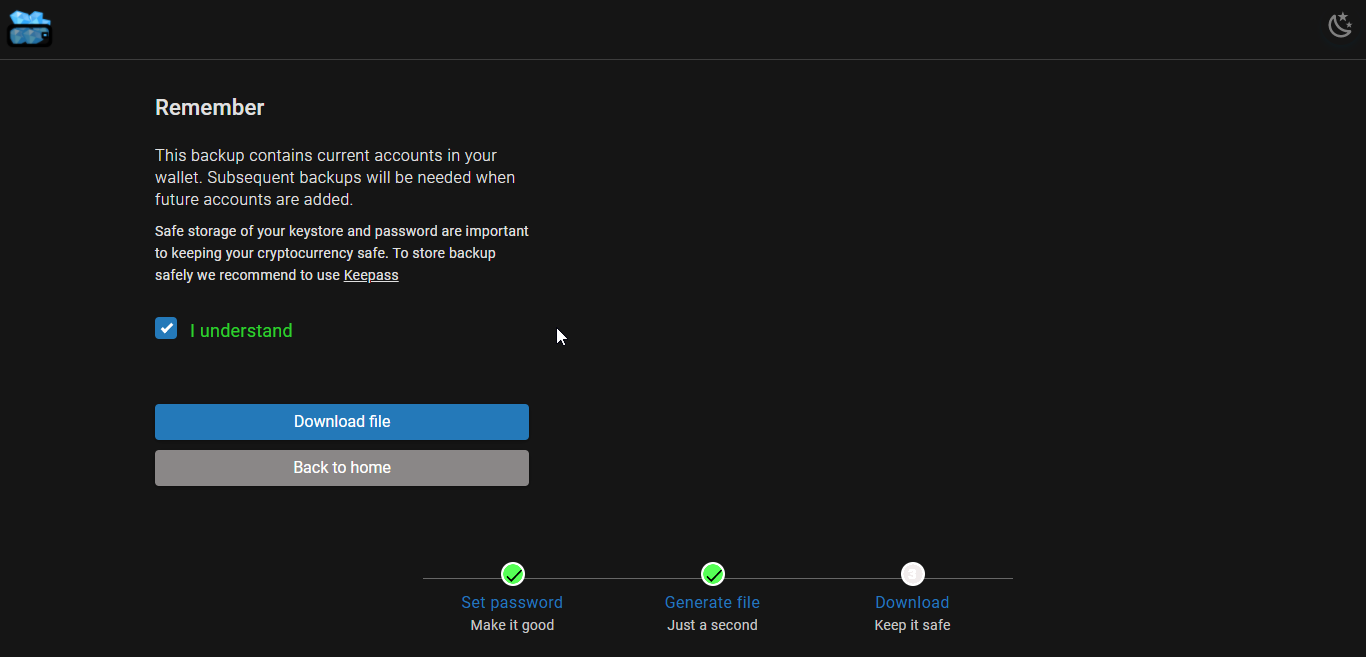 Remember
This backup contains current accounts in your
wallet. Subsequent backups will be needed when
future accounts are added.
Safe storage of your keystore and password are important
to keeping your cryptocurrency safe. To store backup
safely we recommend to use Keepass
I understand
Download file
Back to home
3
Set password
Generate file
Download
Make it good
Just a second
Keep it safe